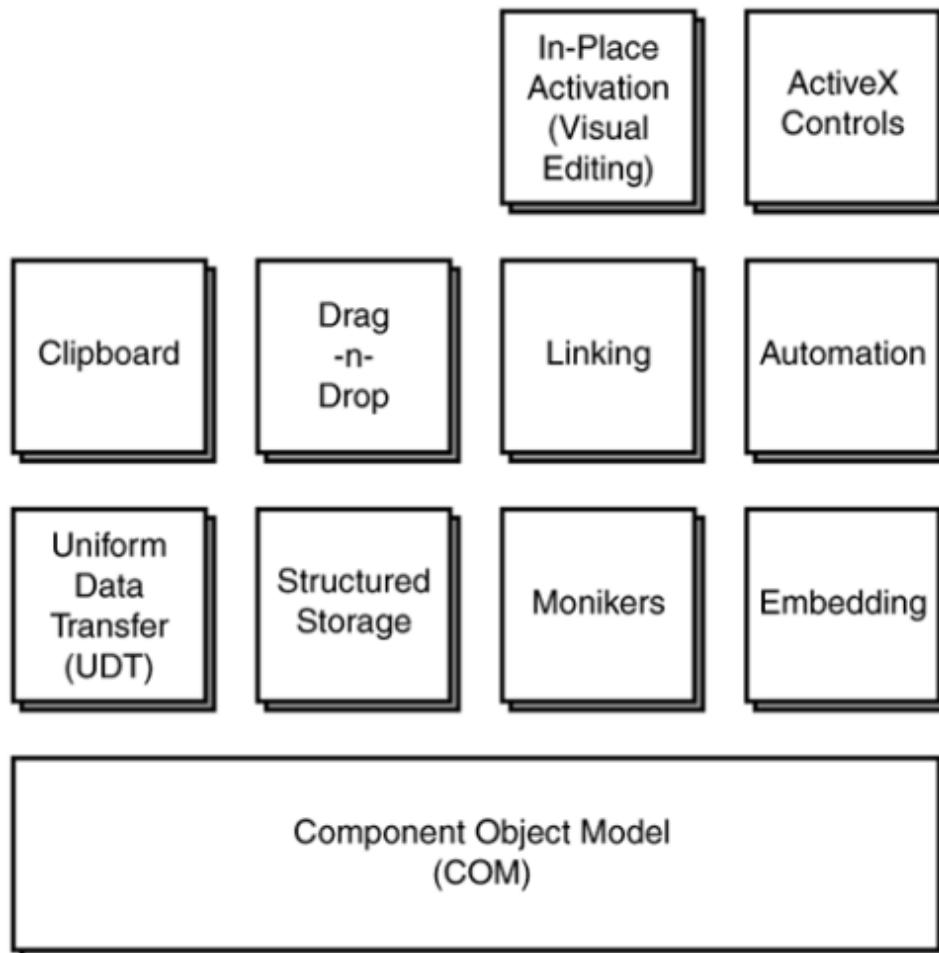 In-Place
Activation
(Visual
Editing)
ActiveX
Controls
Clipboard
Drag
-n-
Drop
Linking
Automation
Uniform
Data
Transfer
(UDT)
Structured
Storage
Monikers
Embedding
Component Object Model
(COM)